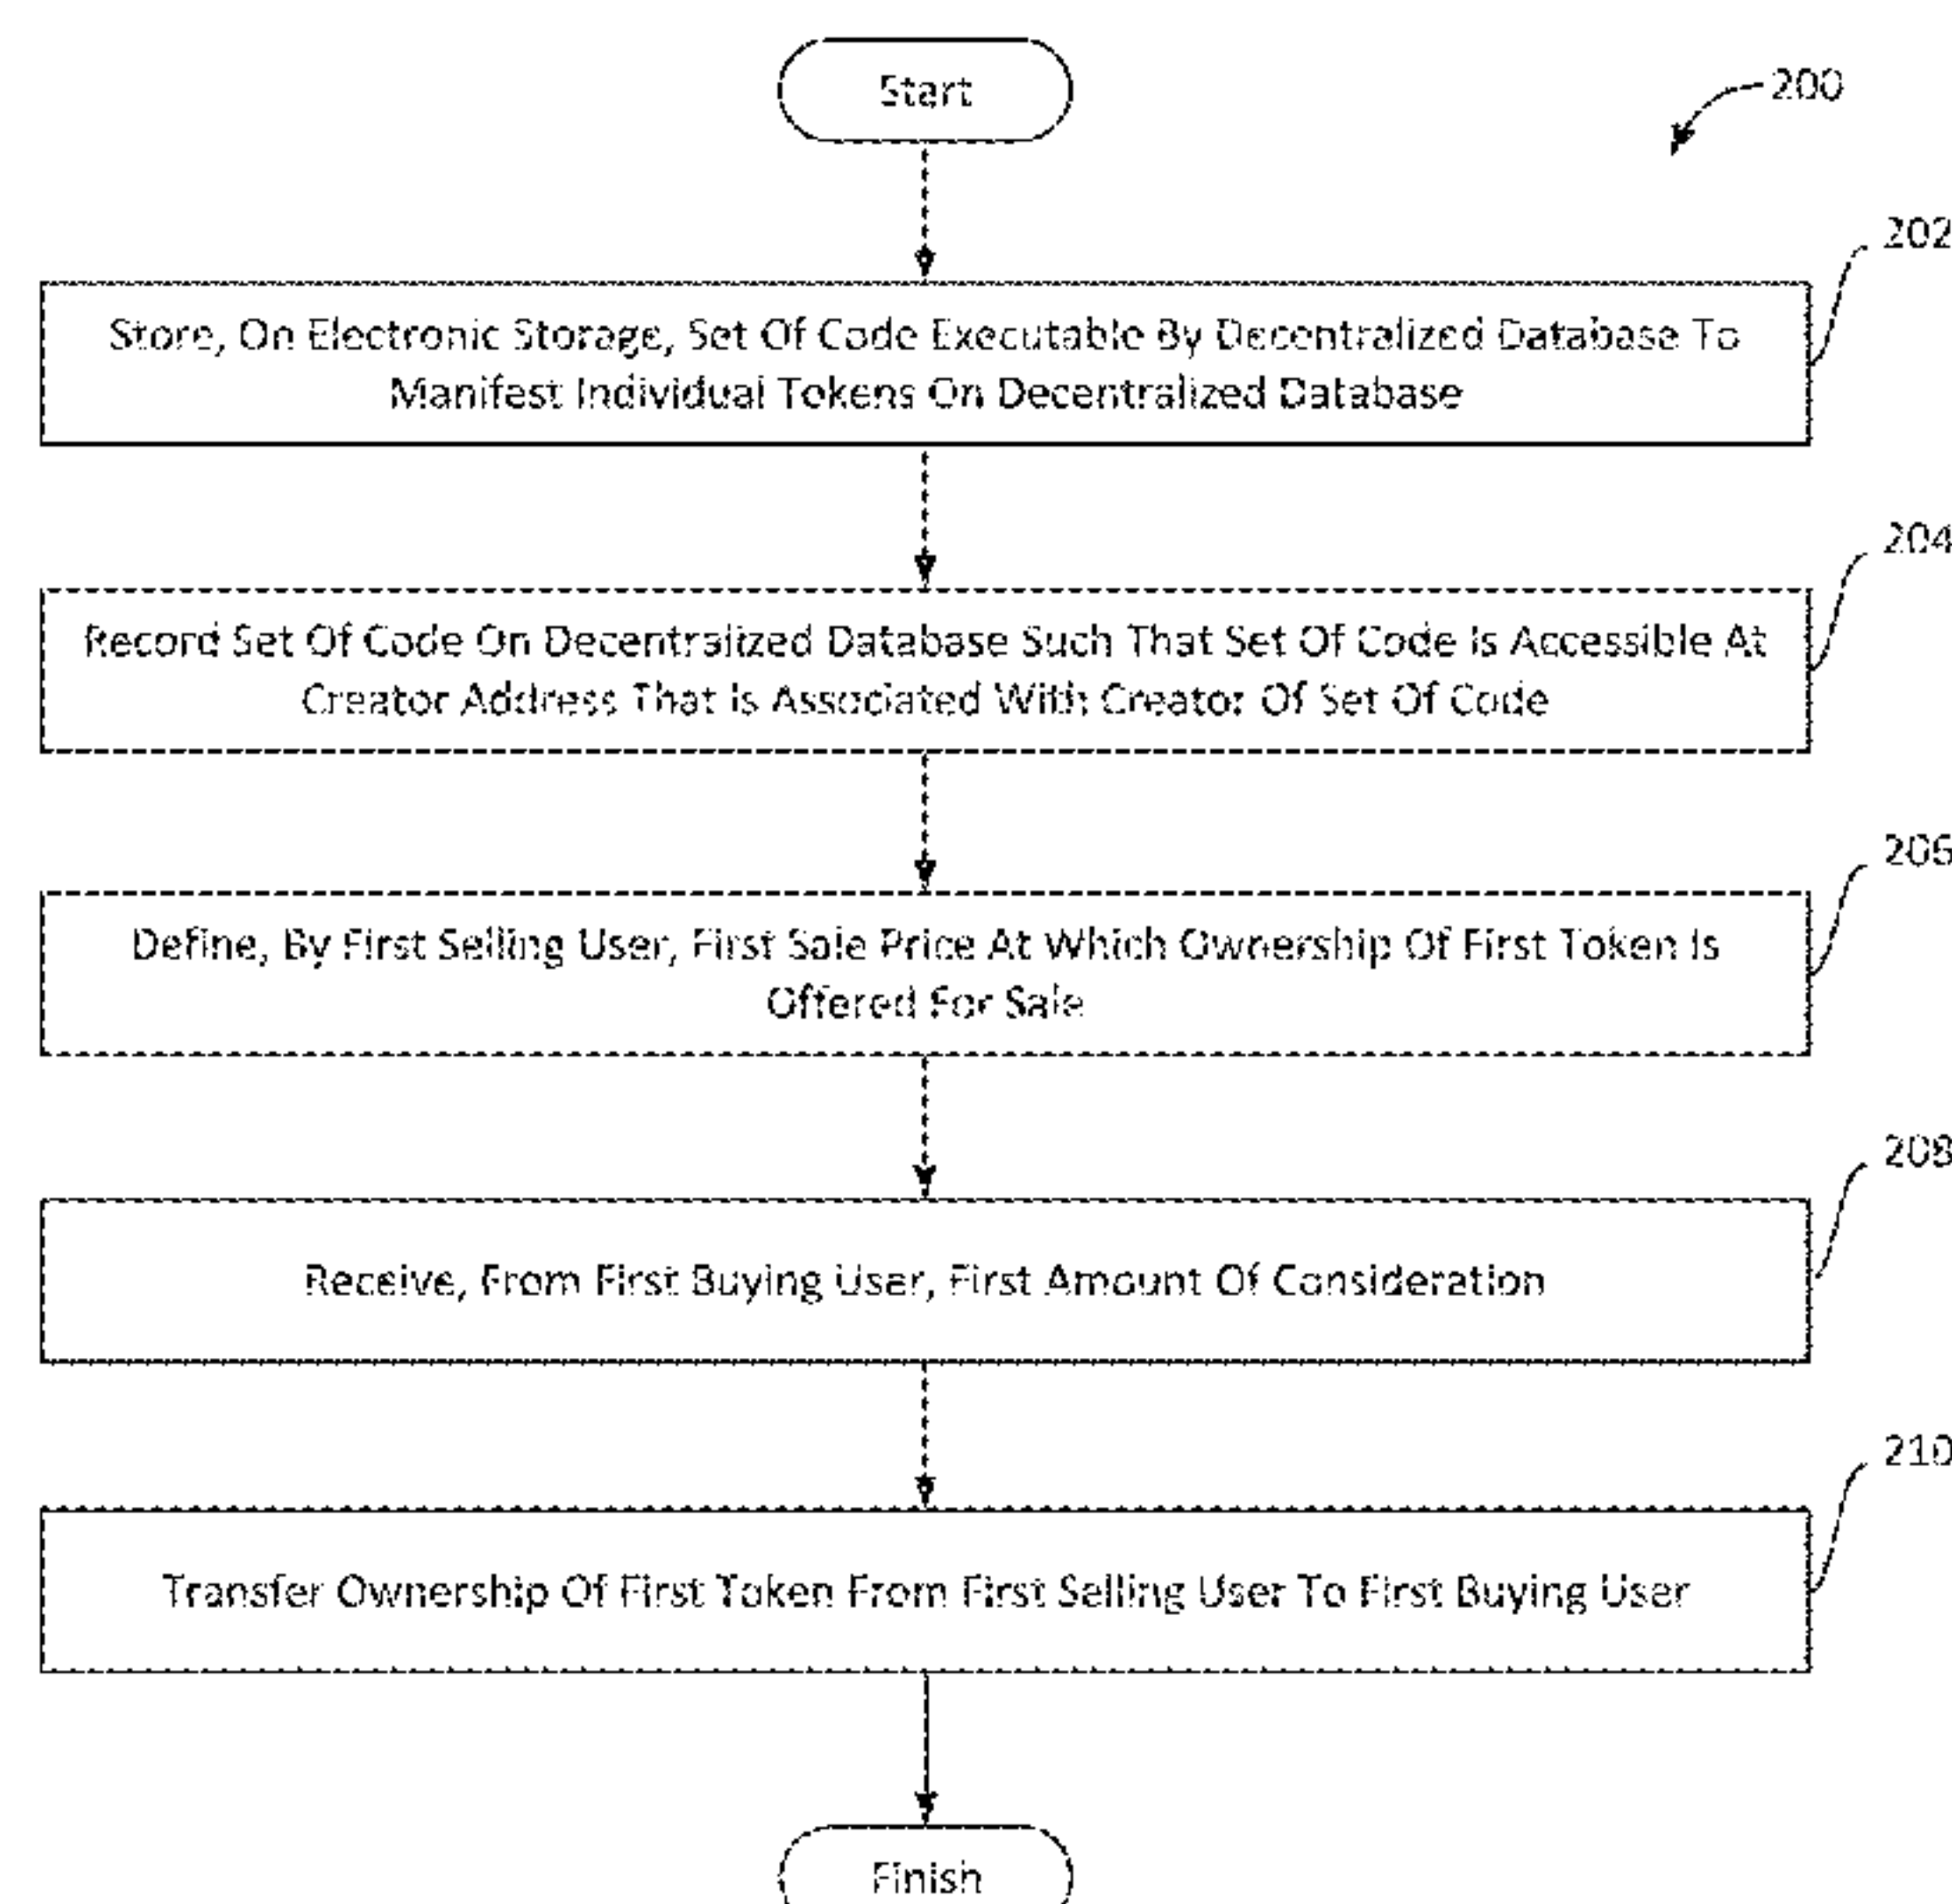 Start
200
202
Store, On Electronic Storage, Set Of Code Executable By Decentralized Database To
Manifest Individual Tokens On Decentralized Database
204
Record Set Of Code On Decentralized Database Such That Set Of Code Is Accessible At
Creator Address That Is Associated With Creator Of Set Of Code
206
Define, By First Selling User, First Sale Price At Which Ownership Of First Token Is
Offered For Sale
208
Receive, From First Buying User, First Amount Of Consideration
210
Transfer Ownership Of First Token From First Selling User To First Buying User
Finish